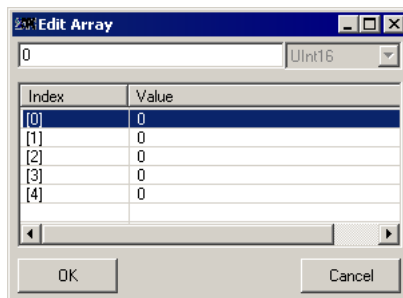 Edit Array
0 UInt16
Index Value
[0] 0
[1] 0
[2] 0
[3] 0
[4] 0
OK Cancel